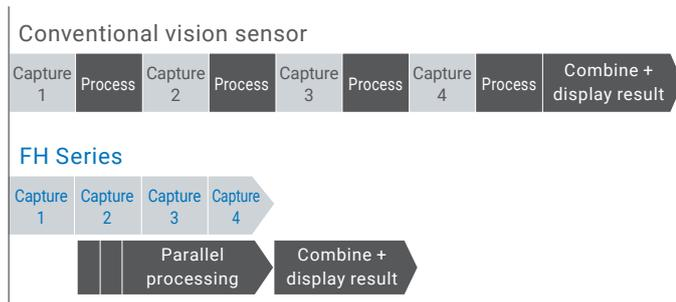 Conventional vision sensor
Capture 1
Process
Capture 2
Process
Capture 3
Process
Capture 4
Process
Combine +
display result
FH Series
Capture 1
Capture 2
Capture 3
Capture 4
Parallel
processing
Combine +
display result